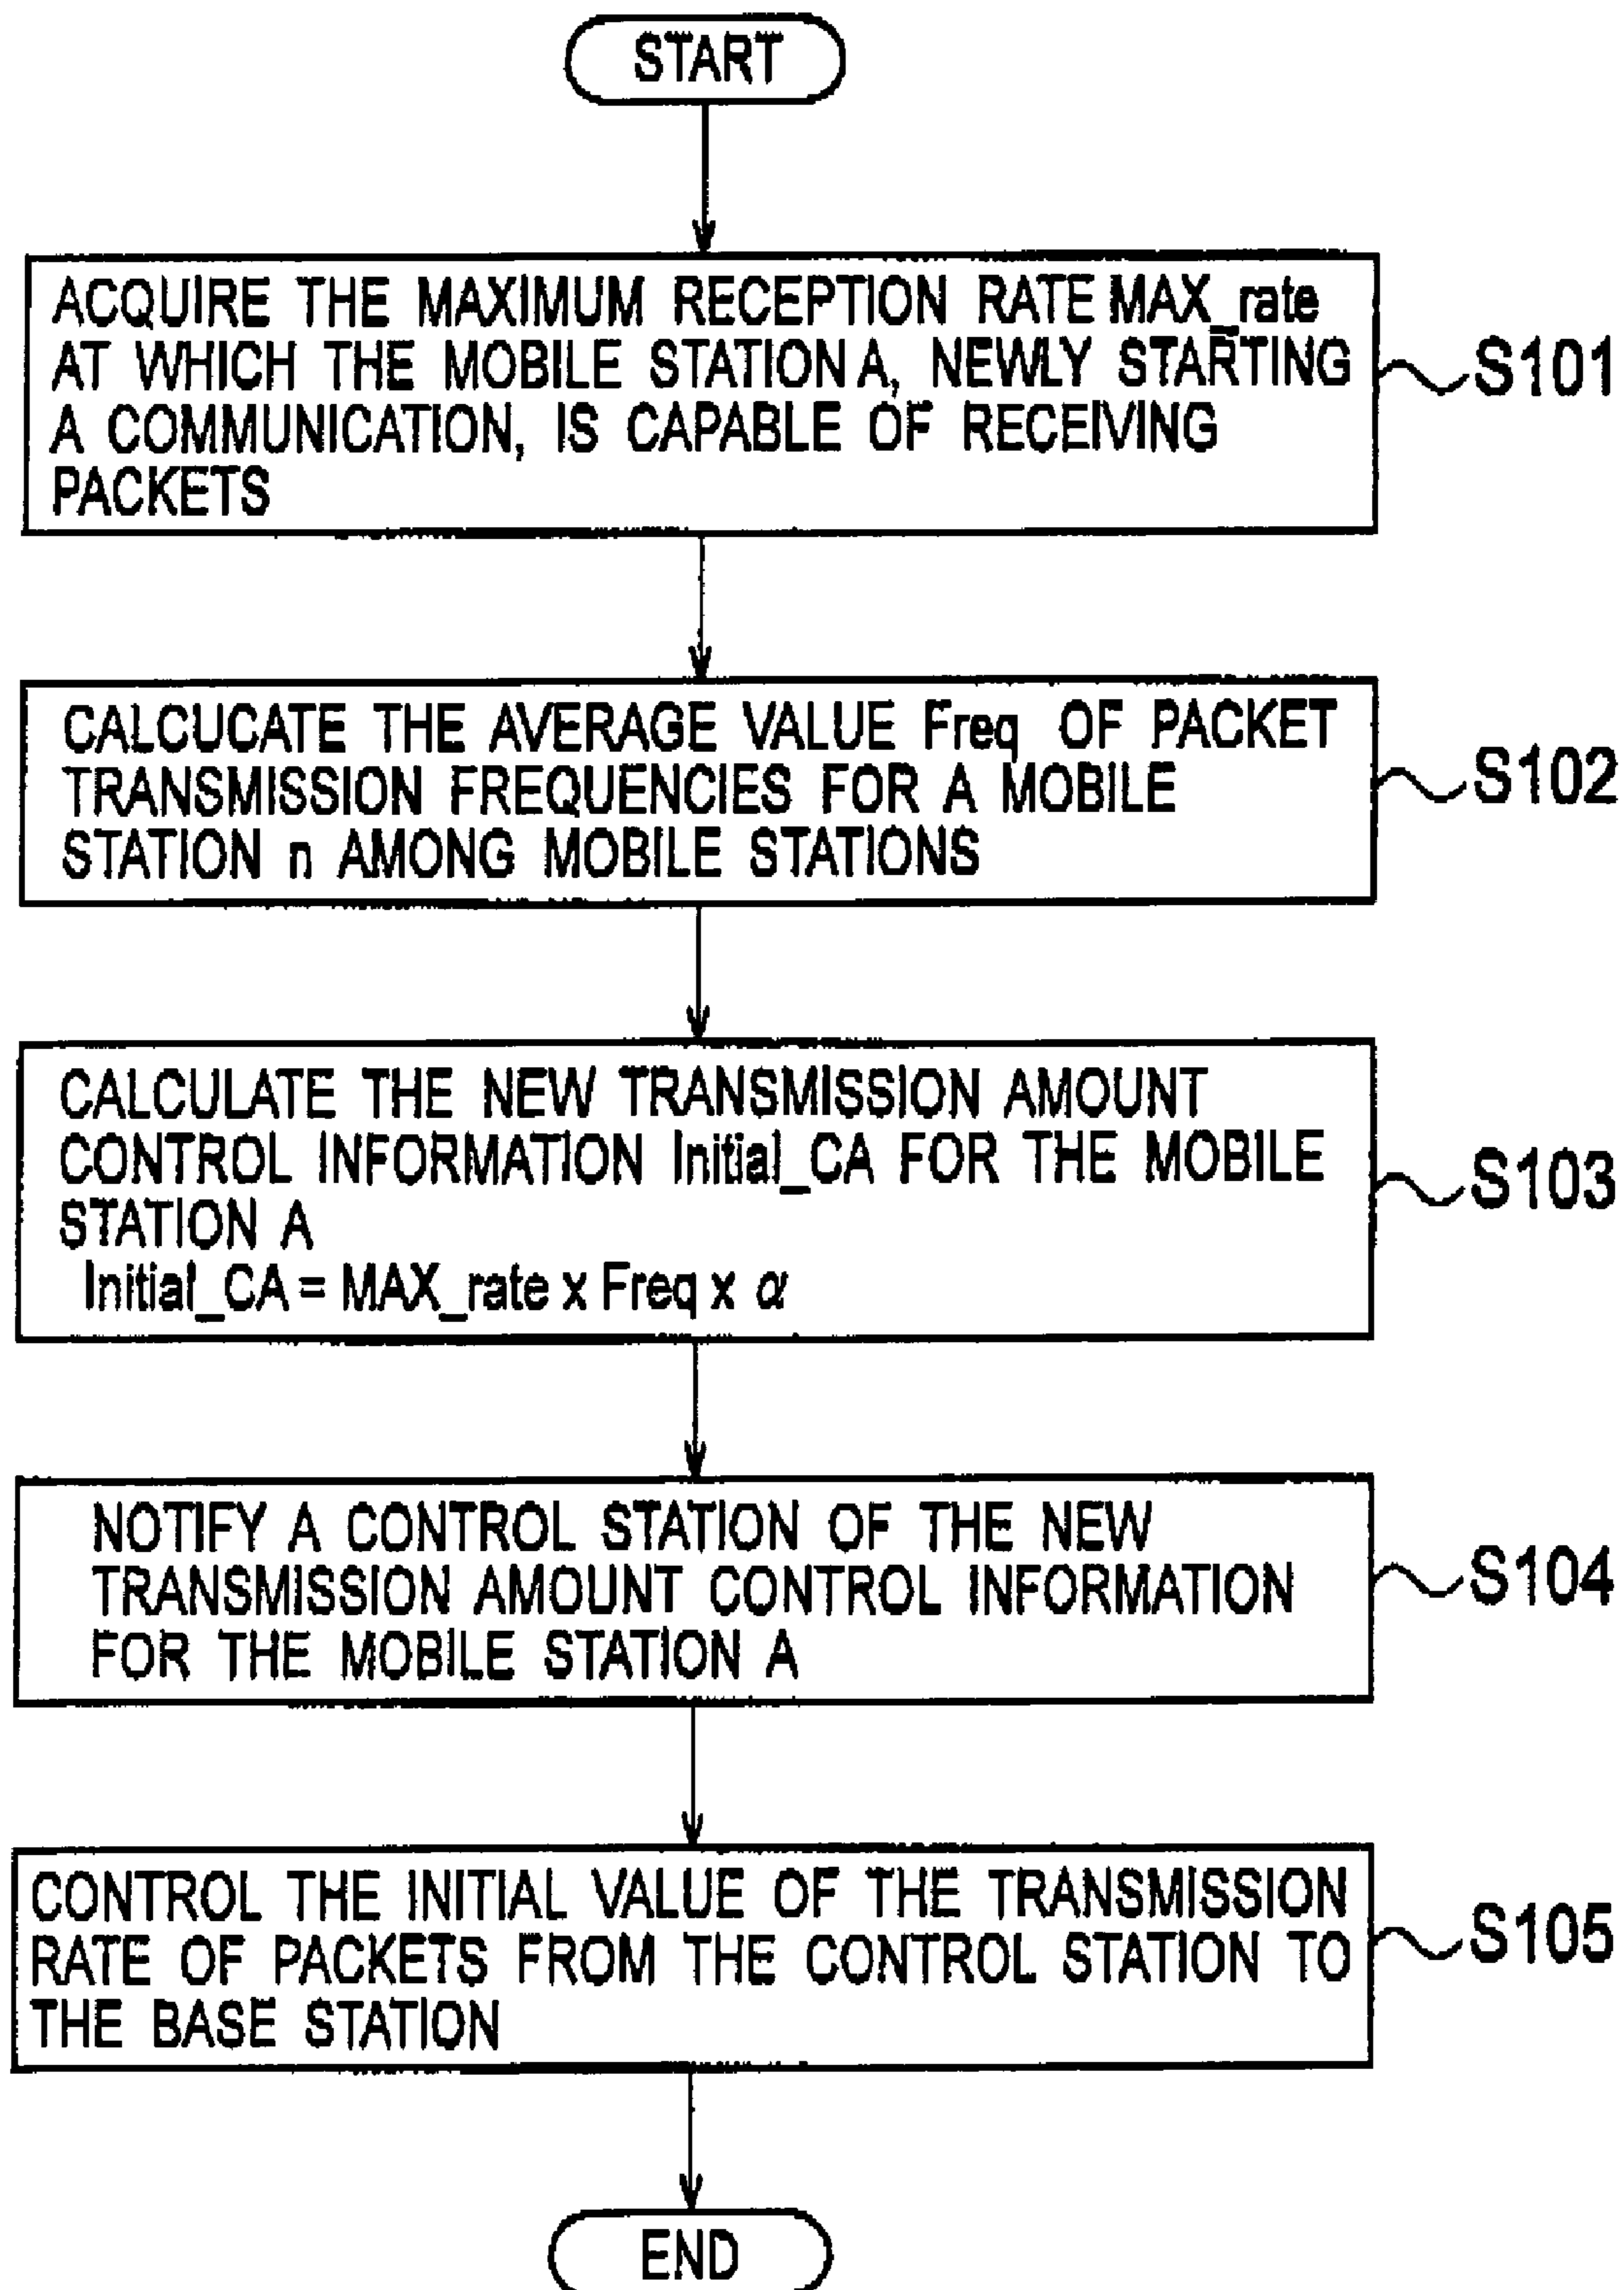 START
ACQUIRE THE MAXIMUM RECEPTION RATE MAX_rate
AT WHICH THE MOBILE STATION A, NEWLY STARTING
A COMMUNICATION, IS CAPABLE OF RECEIVING
PACKETS
S101
CALCUCATE THE AVERAGE VALUE Freq OF PACKET
TRANSMISSION FREQUENCIES FOR A MOBILE
STATION n AMONG MOBILE STATIONS
S102
CALCULATE THE NEW TRANSMISSION AMOUNT
CONTROL INFORMATION Initial_CA FOR THE MOBILE
STATION A
Initial_CA = MAX_rate x Freq x α
S103
NOTIFY A CONTROL STATION OF THE NEW
TRANSMISSION AMOUNT CONTROL INFORMATION
FOR THE MOBILE STATION A
S104
CONTROL THE INITIAL VALUE OF THE TRANSMISSION
RATE OF PACKETS FROM THE CONTROL STATION TO
THE BASE STATION
S105
END